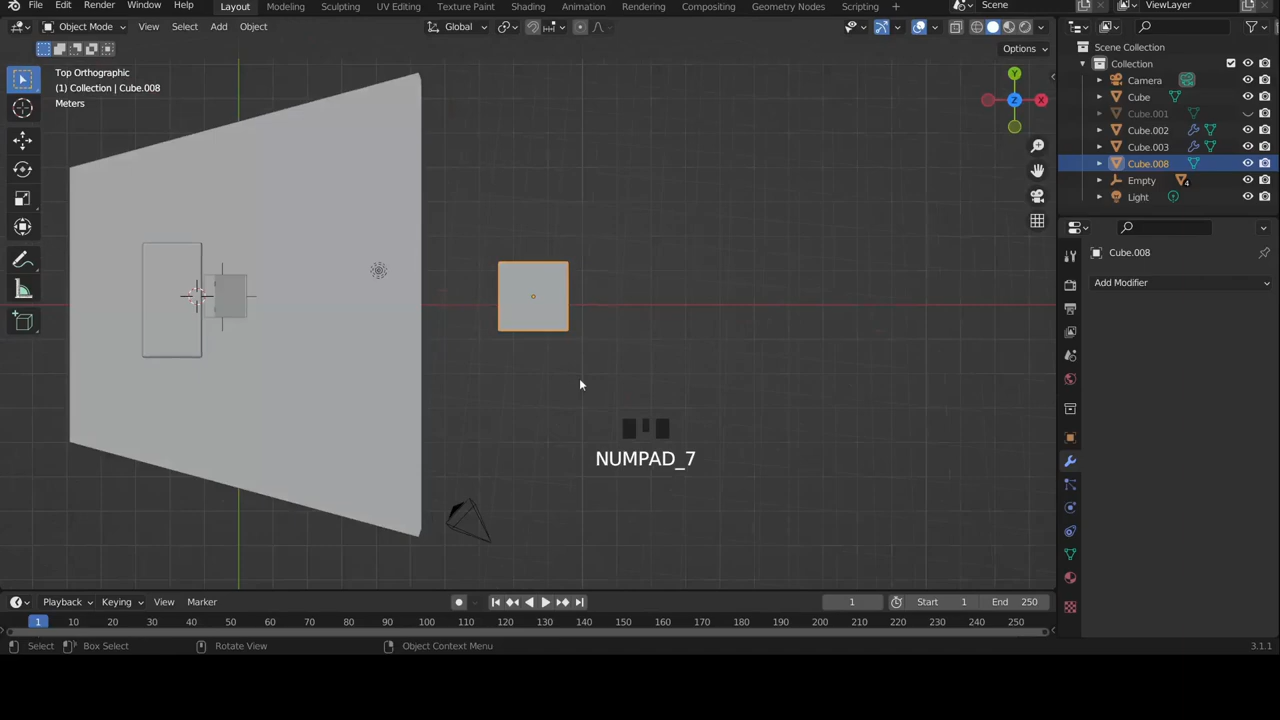 File Edit Render Window Help Layout Modeling Sculpting UV Editing Texture Paint Shading Animation Rendering Compositing Geometry Nodes Scripting + Scene ViewLayer
Object Mode View Select Add Object Global
Options
Top Orthographic
(1) Collection | Cube.008
Meters
Y
Z
X
Scene Collection
Collection
Camera
Cube
Cube.001
Cube.002
Cube.003
Cube.008
Empty 4
Light
Cube.008
Add Modifier
NUMPAD_7
Playback Keying View Marker 1 Start 1 End 250
1 10 20 30 40 50 60 70 80 90 100 110 120 130 140 150 160 170 180 190 200 210 220 230 240 250
Select Box Select Rotate View Object Context Menu 3.1.1